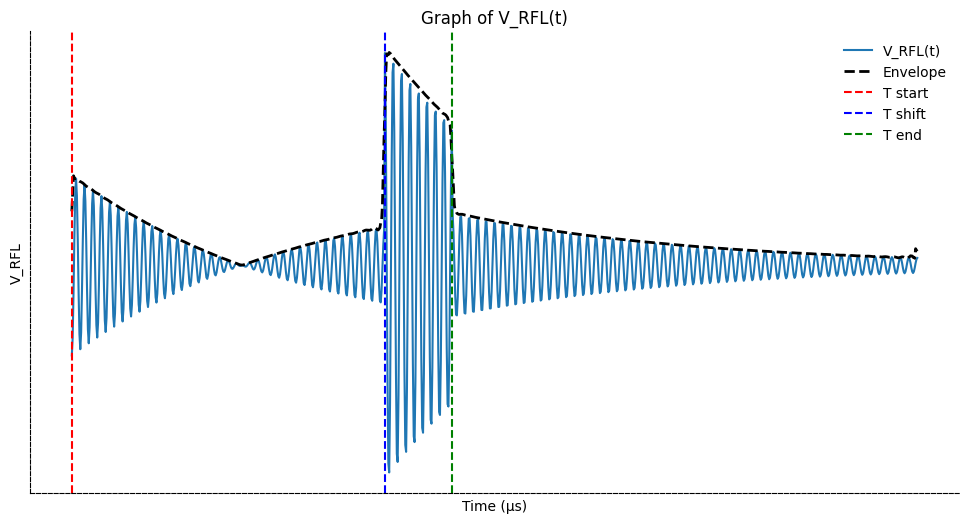 Graph of V_RFL(t)
V_RFL(t)
Envelope
T start
T shift
T end
V_RFL
Time (µs)